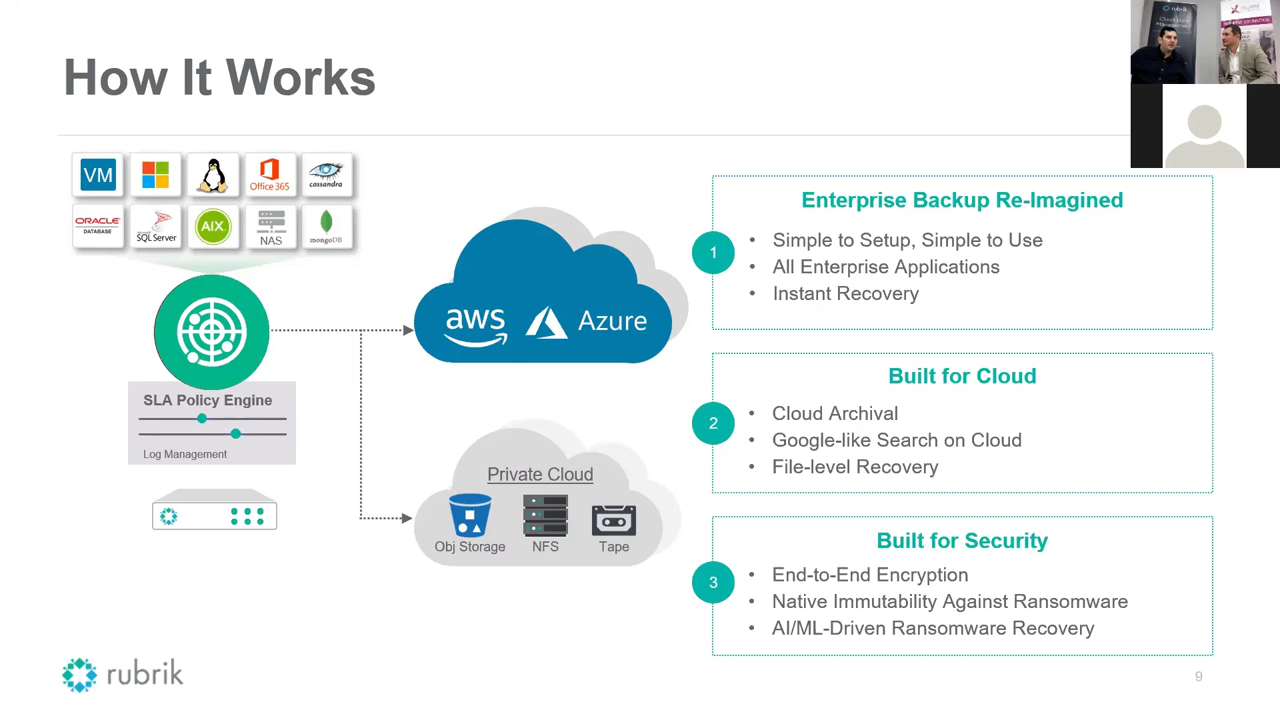 How It Works
VM
Office 365
cassandra
ORACLE
DATABASE
Microsoft
SQL Server
AIX
NAS
mongoDB
SLA Policy Engine
Log Management
aws
Azure
Private Cloud
Obj Storage
NFS
Tape
Enterprise Backup Re-Imagined
1
• Simple to Setup, Simple to Use
• All Enterprise Applications
• Instant Recovery
Built for Cloud
2
• Cloud Archival
• Google-like Search on Cloud
• File-level Recovery
Built for Security
3
• End-to-End Encryption
• Native Immutability Against Ransomware
• AI/ML-Driven Ransomware Recovery
rubrik
9
rubrik